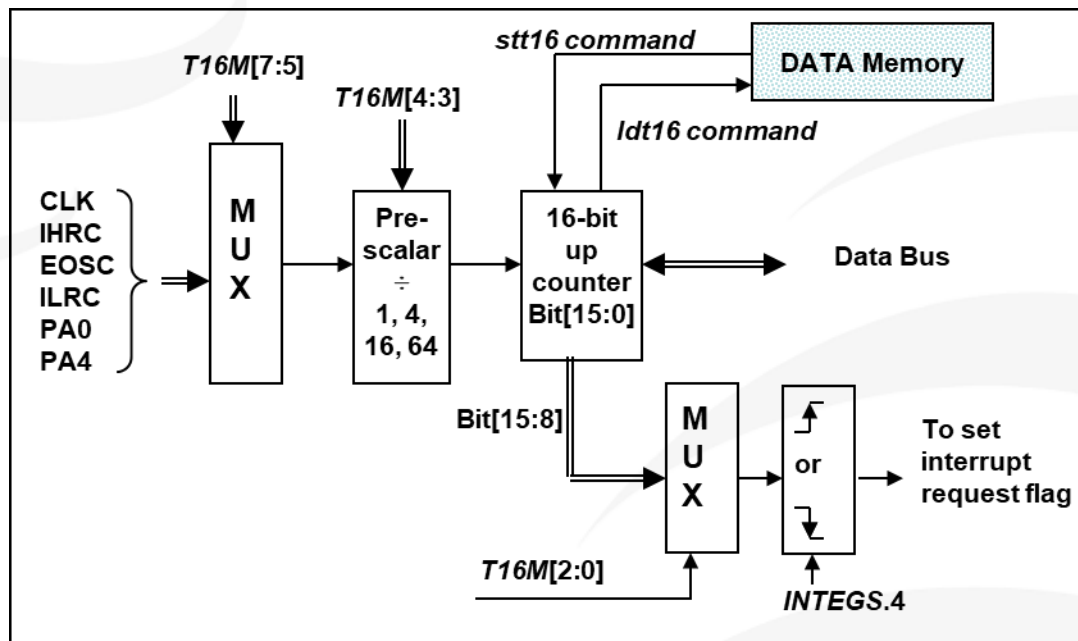 stt16 command
DATA Memory
T16M[7:5]
T16M[4:3]
ldt16 command
CLK
IHRC
EOSC
ILRC
PA0
PA4
M
U
X
Pre-
scalar
÷
1, 4,
16, 64
16-bit
up
counter
Bit[15:0]
Data Bus
Bit[15:8]
M
U
X
or
To set
interrupt
request flag
T16M[2:0]
INTEGS.4